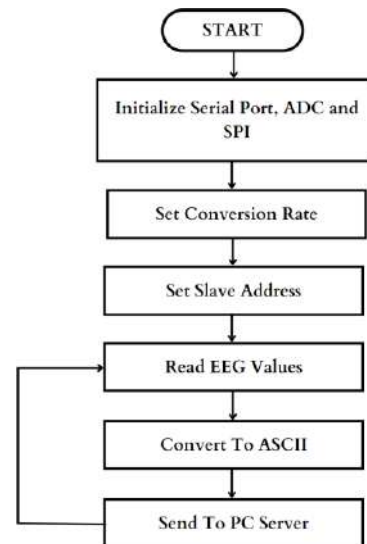 START
Initialize Serial Port, ADC and
SPI
Set Conversion Rate
Set Slave Address
Read EEG Values
Convert To ASCII
Send To PC Server